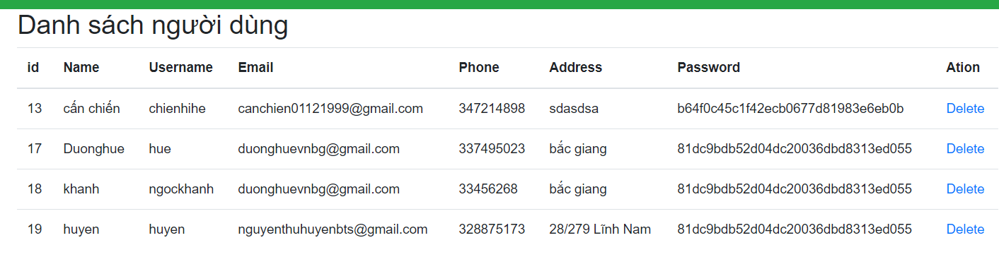 Danh sách người dùng
id Name Username Email Phone Address Password Ation
13 cấn chiến chienhihe canchien01121999@gmail.com 347214898 sdasdsa b64f0c45c1f42ecb0677d81983e6eb0b Delete
17 Duonghue hue duonghuevnbg@gmail.com 337495023 bắc giang 81dc9bdb52d04dc20036dbd8313ed055 Delete
18 khanh ngockhanh duonghuevnbg@gmail.com 33456268 bắc giang 81dc9bdb52d04dc20036dbd8313ed055 Delete
19 huyen huyen nguyenthuhuyenbts@gmail.com 328875173 28/279 Lĩnh Nam 81dc9bdb52d04dc20036dbd8313ed055 Delete